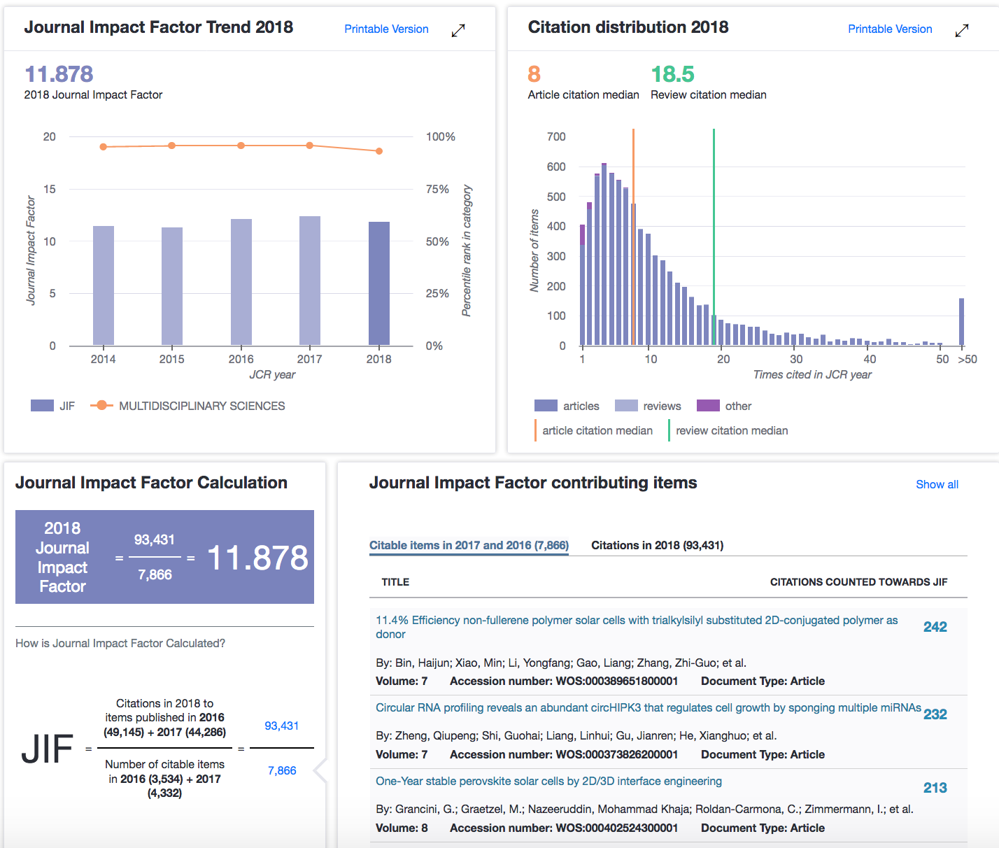 Journal Impact Factor Trend 2018
Printable Version
11.878
2018 Journal Impact Factor
20
15
10
5
0
Journal Impact Factor
100%
75%
50%
25%
0%
Percentile rank in category
2014 2015 2016 2017 2018
JCR year
JIF MULTIDISCIPLINARY SCIENCES
Citation distribution 2018
Printable Version
8 18.5
Article citation median Review citation median
700
600
500
400
300
200
100
0
Number of items
1 10 20 30 40 50 >50
Times cited in JCR year
articles reviews other
article citation median review citation median
Journal Impact Factor Calculation
2018
Journal
Impact
Factor
=
93,431
7,866
=
11.878
How is Journal Impact Factor Calculated?
JIF
=
Citations in 2018 to
items published in 2016
(49,145) + 2017 (44,286)
Number of citable items
in 2016 (3,534) + 2017
(4,332)
=
93,431
7,866
Journal Impact Factor contributing items
Show all
Citable items in 2017 and 2016 (7,866) Citations in 2018 (93,431)
TITLE CITATIONS COUNTED TOWARDS JIF
11.4% Efficiency non-fullerene polymer solar cells with trialkylsilyl substituted 2D-conjugated polymer as
donor
242
By: Bin, Haijun; Xiao, Min; Li, Yongfang; Gao, Liang; Zhang, Zhi-Guo; et al.
Volume: 7 Accession number: WOS:000389651800001 Document Type: Article
Circular RNA profiling reveals an abundant circHIPK3 that regulates cell growth by sponging multiple miRNAs
232
By: Zheng, Qiupeng; Shi, Guohai; Liang, Linhui; Gu, Jianren; He, Xianghuo; et al.
Volume: 7 Accession number: WOS:000373826200001 Document Type: Article
One-Year stable perovskite solar cells by 2D/3D interface engineering
213
By: Grancini, G.; Graetzel, M.; Nazeeruddin, Mohammad Khaja; Roldan-Carmona, C.; Zimmermann, I.; et al.
Volume: 8 Accession number: WOS:000402524300001 Document Type: Article